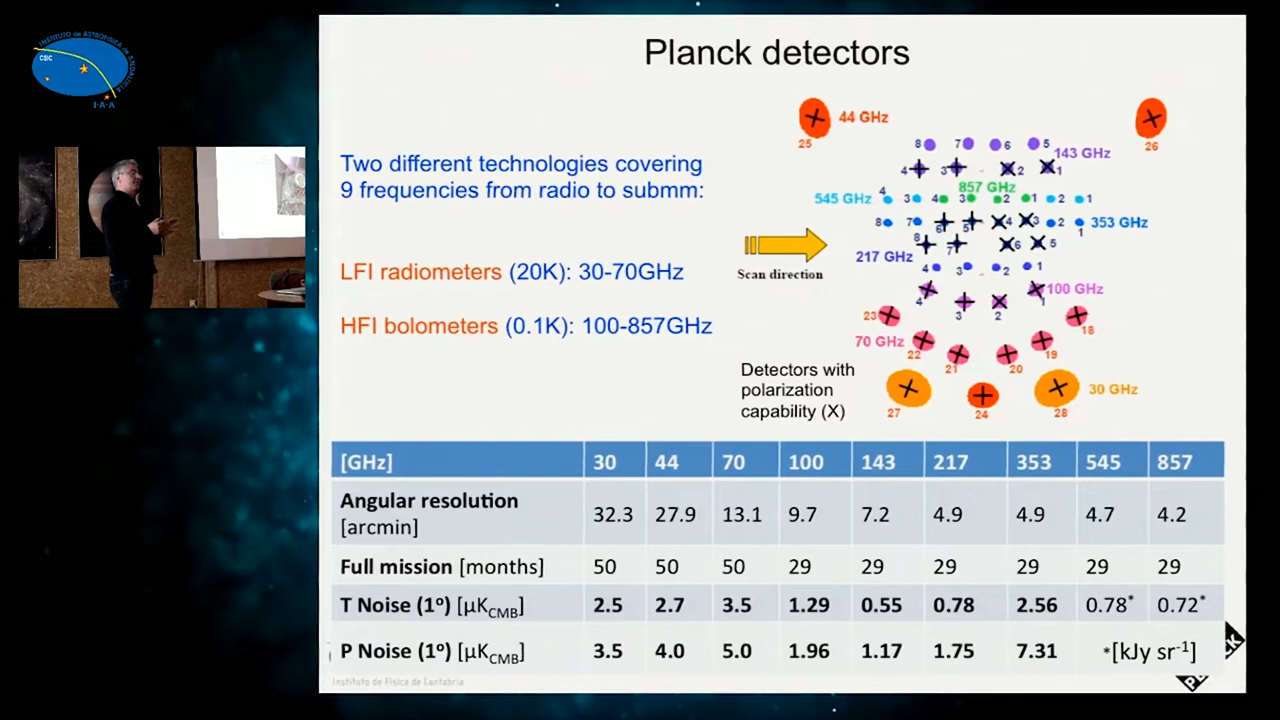 INSTITUTO de ASTROFISICA de ANDALUCIA
CSIC
I-A-A
Planck detectors
Two different technologies covering
9 frequencies from radio to submm:
LFI radiometers (20K): 30-70GHz
HFI bolometers (0.1K): 100-857GHz
44 GHz
25
26
8 7 6 5
143 GHz
4 3 2 1
857 GHz
545 GHz
4 3 4 3 2 1 2 1
8 7 6 5 4 3 2 1
353 GHz
217 GHz
8 7 6 5
4 3 2 1
100 GHz
4 3 2 1
Scan direction
23
18
70 GHz
22
19
21
20
Detectors with
polarization
capability (X)
30 GHz
27
24
28
[GHz] 30 44 70 100 143 217 353 545 857
Angular resolution
[arcmin] 32.3 27.9 13.1 9.7 7.2 4.9 4.9 4.7 4.2
Full mission [months] 50 50 50 29 29 29 29 29 29
T Noise (1º) [µK_CMB] 2.5 2.7 3.5 1.29 0.55 0.78 2.56 0.78* 0.72*
P Noise (1º) [µK_CMB] 3.5 4.0 5.0 1.96 1.17 1.75 7.31 *[kJy sr⁻¹]
Instituto de Física de Cantabria